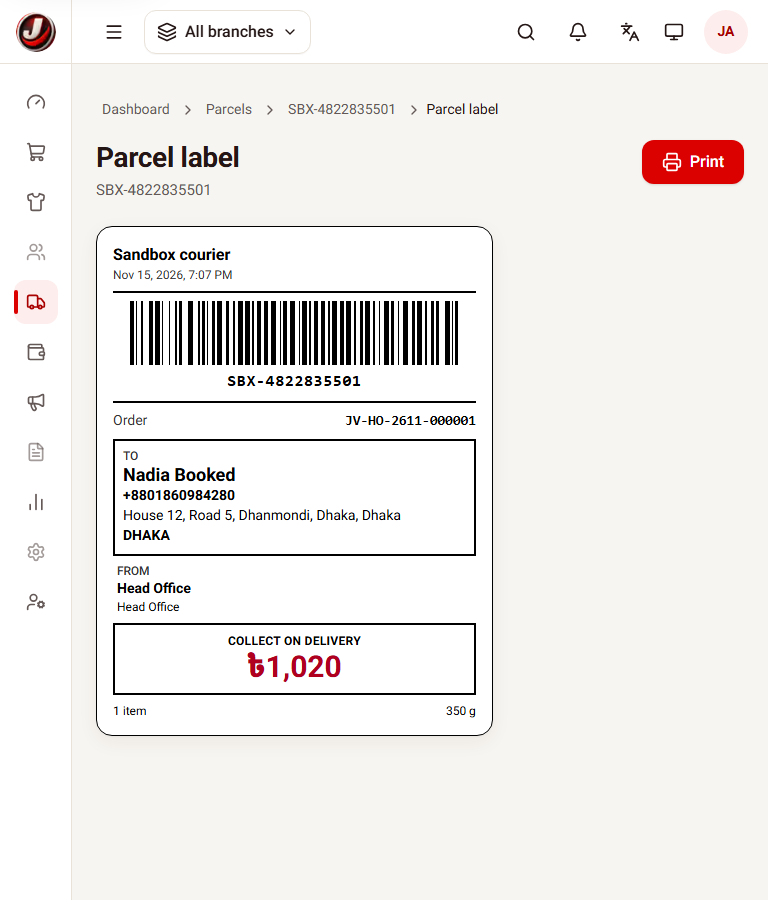 J
All branches
JA
Dashboard > Parcels > SBX-4822835501 > Parcel label
Parcel label
SBX-4822835501
Print
Sandbox courier
Nov 15, 2026, 7:07 PM
SBX-4822835501
Order JV-HO-2611-000001
TO
Nadia Booked
+8801860984280
House 12, Road 5, Dhanmondi, Dhaka, Dhaka
DHAKA
FROM
Head Office
Head Office
COLLECT ON DELIVERY
৳1,020
1 item 350 g